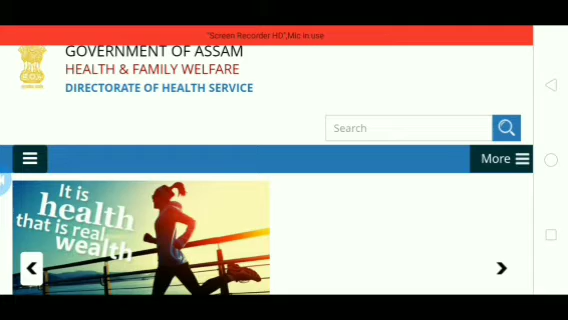 "Screen Recorder HD",Mic in use
GOVERNMENT OF ASSAM
HEALTH & FAMILY WELFARE
DIRECTORATE OF HEALTH SERVICE
Search
More
It is
health
that is real
wealth